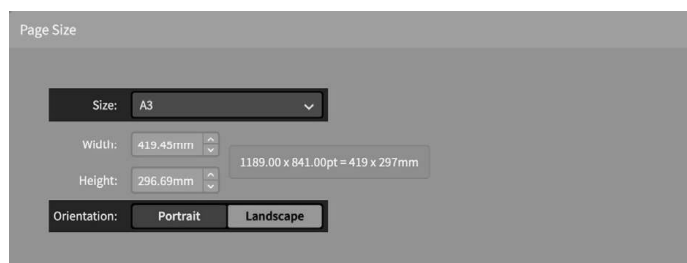 Page Size
Size: A3
Width: 419.45mm
1189.00 x 841.00pt = 419 x 297mm
Height: 296.69mm
Orientation: Portrait Landscape